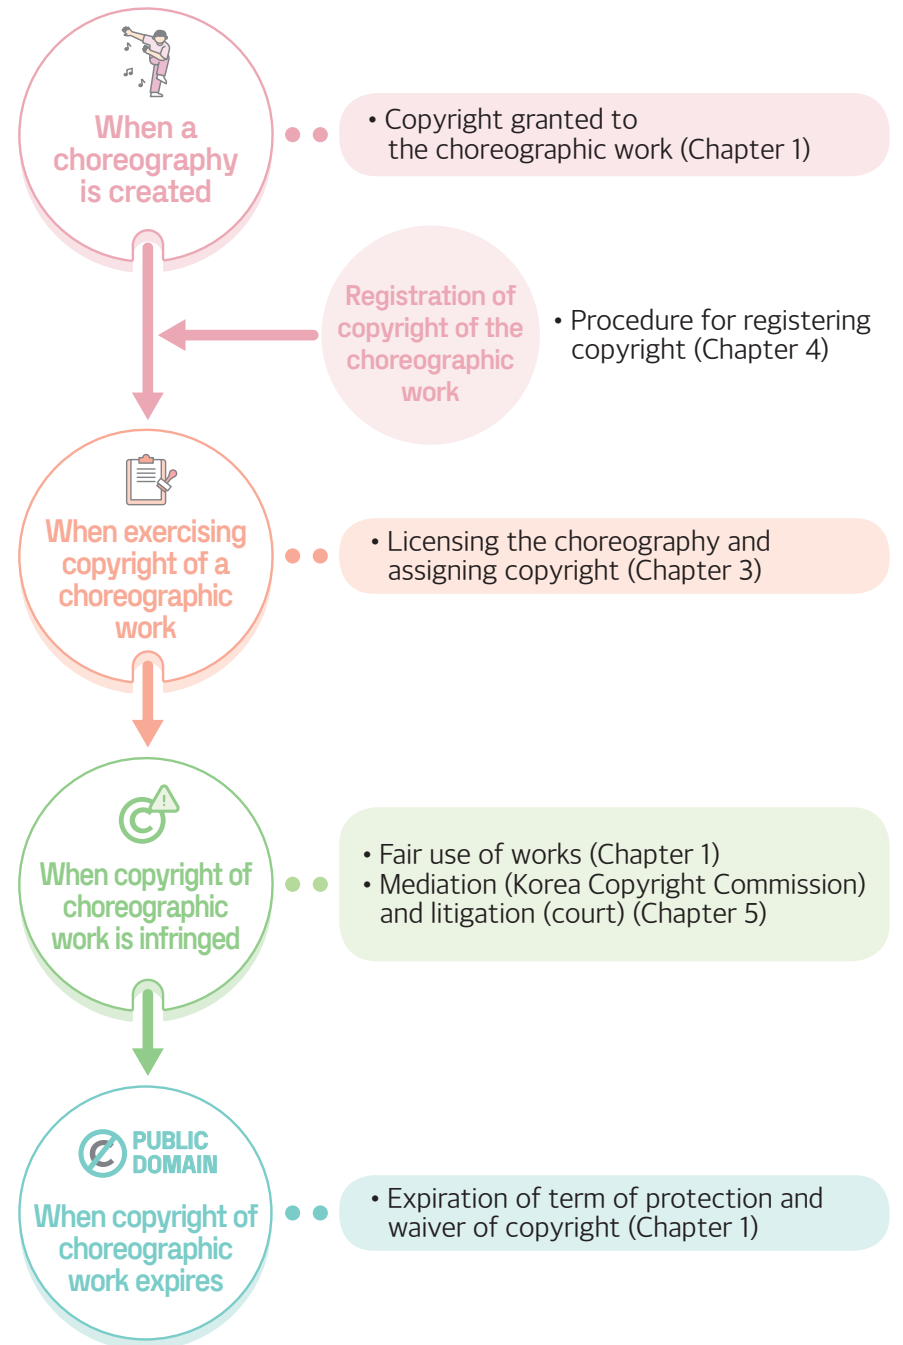 When a
choreography
is created
• Copyright granted to
the choreographic work (Chapter 1)
Registration of
copyright of the
choreographic
work
• Procedure for registering
copyright (Chapter 4)
When exercising
copyright of a
choreographic
work
• Licensing the choreography and
assigning copyright (Chapter 3)
When copyright of
choreographic
work is infringed
• Fair use of works (Chapter 1)
• Mediation (Korea Copyright Commission)
and litigation (court) (Chapter 5)
PUBLIC
DOMAIN
When copyright of
choreographic
work expires
• Expiration of term of protection and
waiver of copyright (Chapter 1)